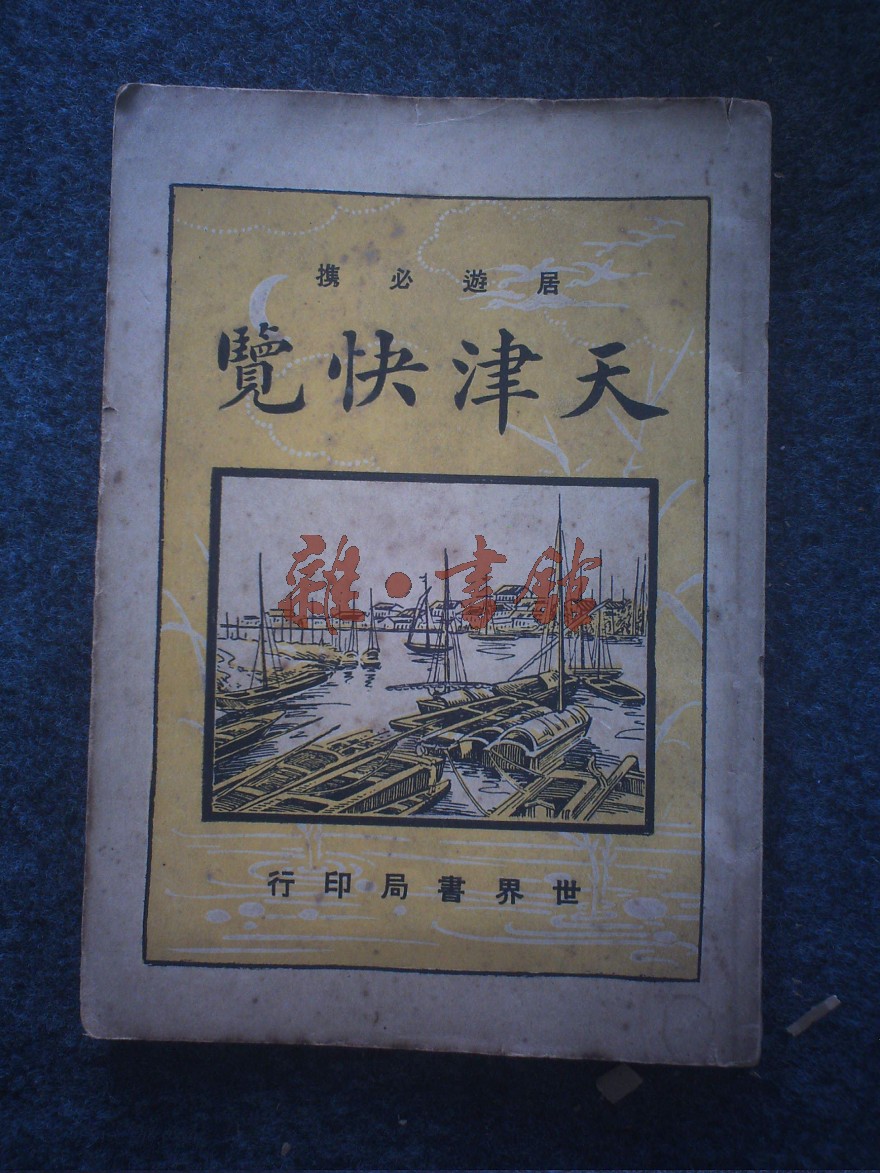 居遊必携
天津快覽
雜·書館
世界書局印行